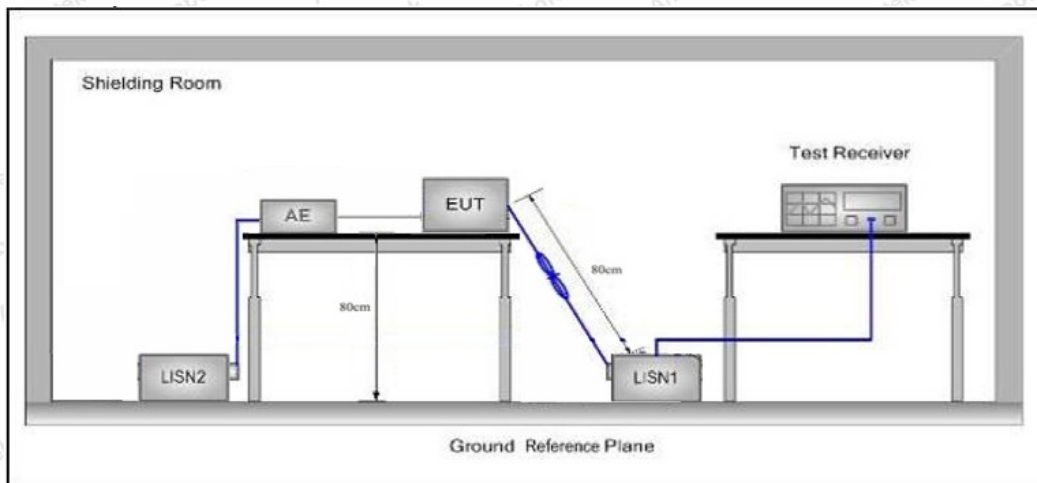 Shielding Room
Test Receiver
AE
EUT
80cm
80cm
LISN2
LISN1
Ground Reference Plane